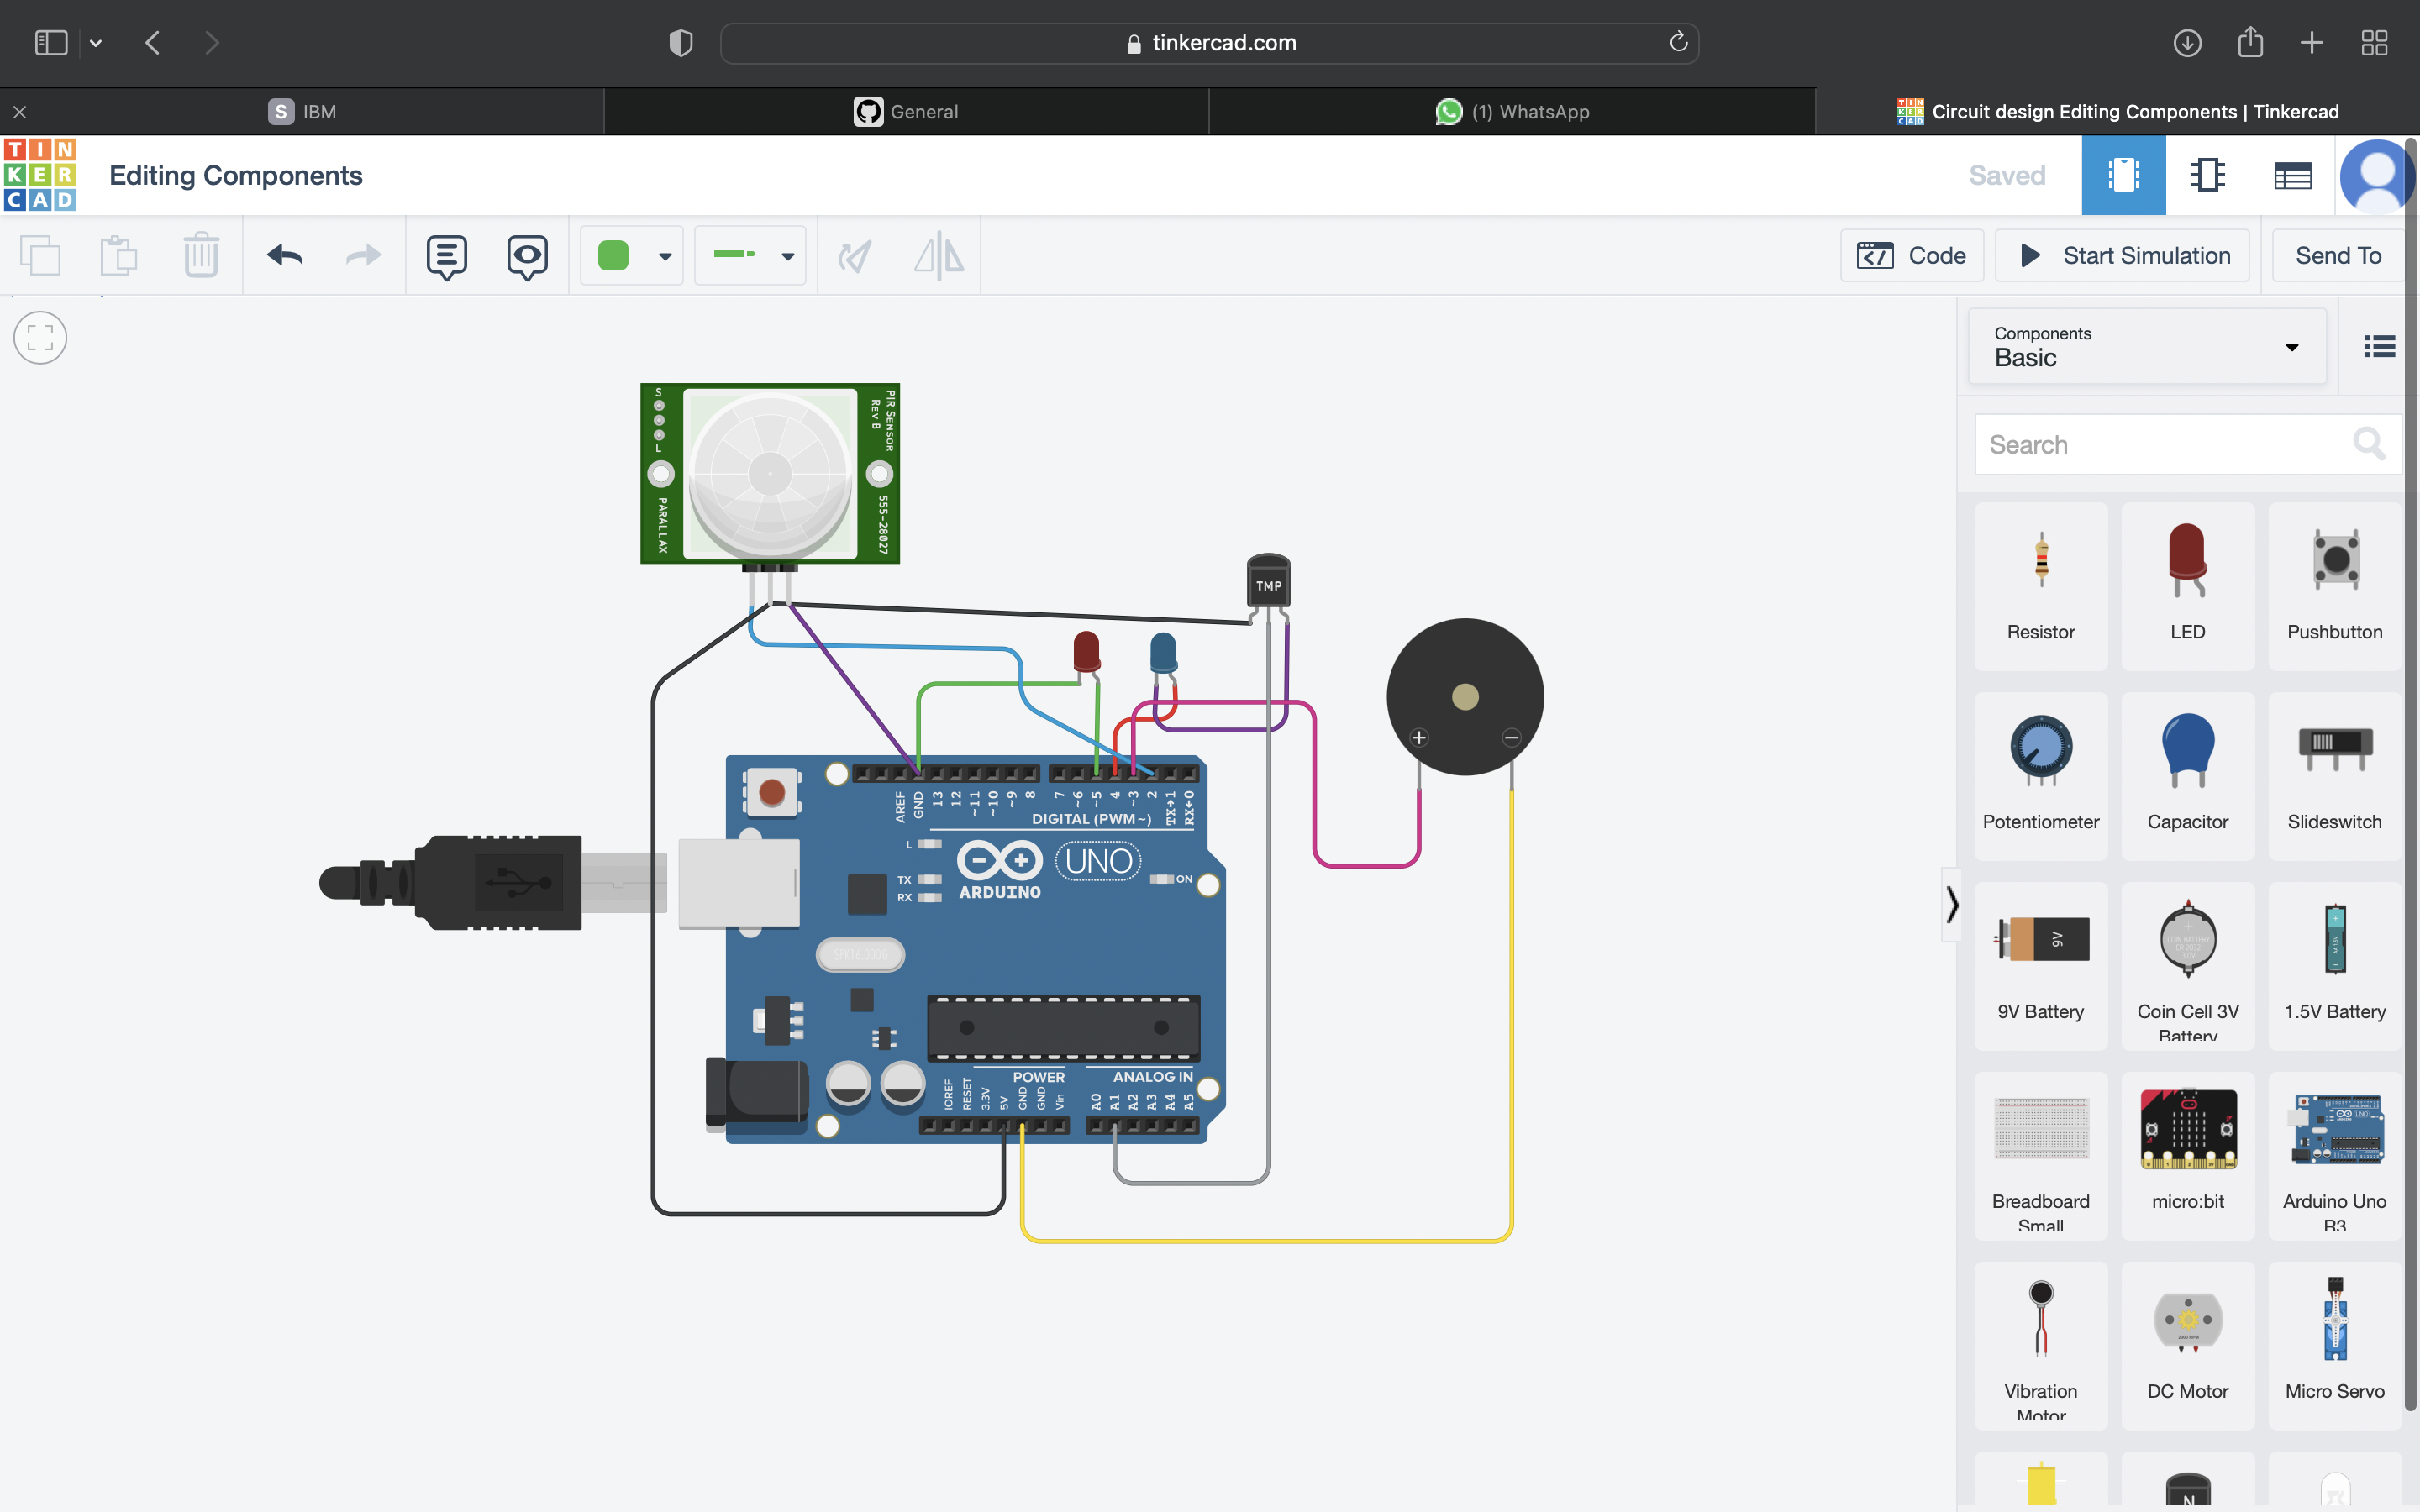 tinkercad.com
S IBM
General
(1) WhatsApp
TIN KER CAD
Circuit design Editing Components | Tinkercad
TIN
KER
CAD
Editing Components
Saved
Code
Start Simulation
Send To
Components
Basic
Search
Resistor
LED
Pushbutton
Potentiometer
Capacitor
Slideswitch
9V
9V Battery
Coin Cell 3V
Battery
1.5V Battery
Breadboard
Small
micro:bit
Arduino Uno
R3
Vibration
Motor
DC Motor
Micro Servo
N
S
L
PARALLAX
PIR SENSOR
REV B
555-28027
TMP
+
−
AREF
GND
13
12
~11
~10
~9
8
7
~6
~5
4
~3
2
TX→1
RX←0
DIGITAL (PWM~)
L
TX
RX
ARDUINO
UNO
ON
POWER
ANALOG IN
IOREF
RESET
3.3V
5V
GND
GND
Vin
A0
A1
A2
A3
A4
A5